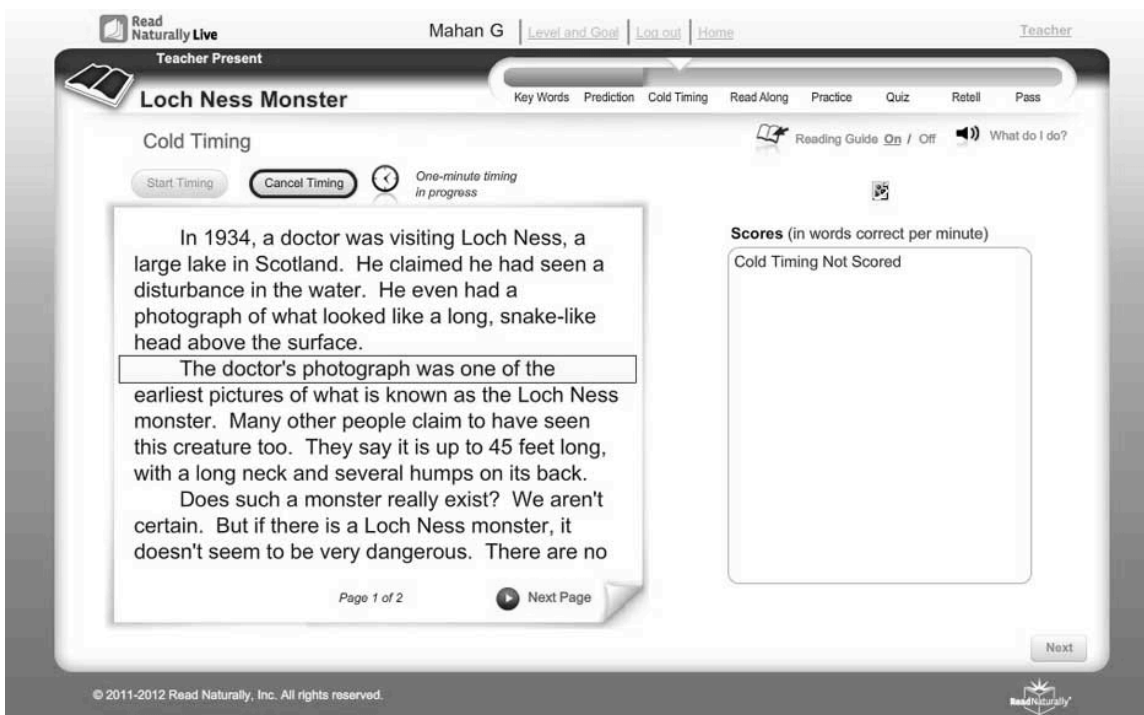 Read
Naturally Live
Mahan G
Level and Goal
Log out
Home
Teacher
Teacher Present
Loch Ness Monster
Key Words Prediction Cold Timing Read Along Practice Quiz Retell Pass
Cold Timing
Reading Guide On / Off
What do I do?
Start Timing
Cancel Timing
One-minute timing
in progress
In 1934, a doctor was visiting Loch Ness, a
large lake in Scotland. He claimed he had seen a
disturbance in the water. He even had a
photograph of what looked like a long, snake-like
head above the surface.
The doctor's photograph was one of the
earliest pictures of what is known as the Loch Ness
monster. Many other people claim to have seen
this creature too. They say it is up to 45 feet long,
with a long neck and several humps on its back.
Does such a monster really exist? We aren't
certain. But if there is a Loch Ness monster, it
doesn't seem to be very dangerous. There are no
Page 1 of 2
Next Page
Scores (in words correct per minute)
Cold Timing Not Scored
Next
© 2011-2012 Read Naturally, Inc. All rights reserved.
ReadNaturally